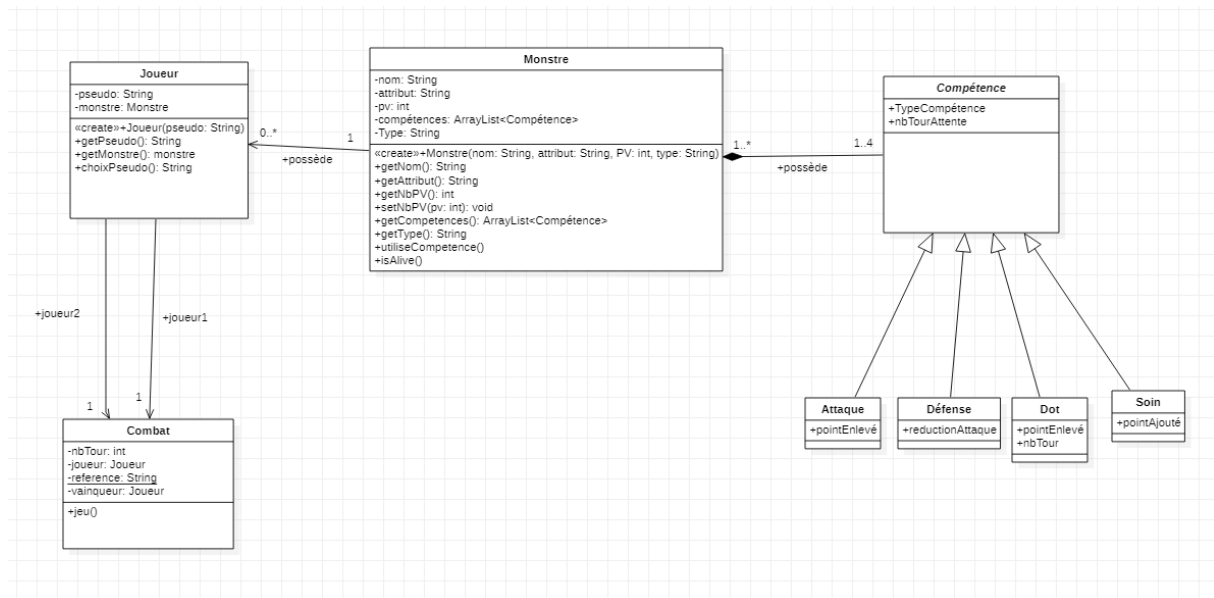 Joueur
-pseudo: String
-monstre: Monstre
«create»+Joueur(pseudo: String)
+getPseudo(): String
+getMonstre(): monstre
+choixPseudo(): String
0..*
1
+possède
Monstre
-nom: String
-attribut: String
-pv: int
-compétences: ArrayList<Compétence>
-Type: String
«create»+Monstre(nom: String, attribut: String, PV: int, type: String)
+getNom(): String
+getAttribut(): String
+getNbPV(): int
+setNbPV(pv: int): void
+getCompetences(): ArrayList<Compétence>
+getType(): String
+utiliseCompetence()
+isAlive()
1..*
1..4
+possède
Compétence
+TypeCompétence
+nbTourAttente
+joueur2
+joueur1
1
1
Combat
-nbTour: int
-joueur: Joueur
-reference: String
-vainqueur: Joueur
+jeu()
Attaque
+pointEnlevé
Défense
+reductionAttaque
Dot
+pointEnlevé
+nbTour
Soin
+pointAjouté